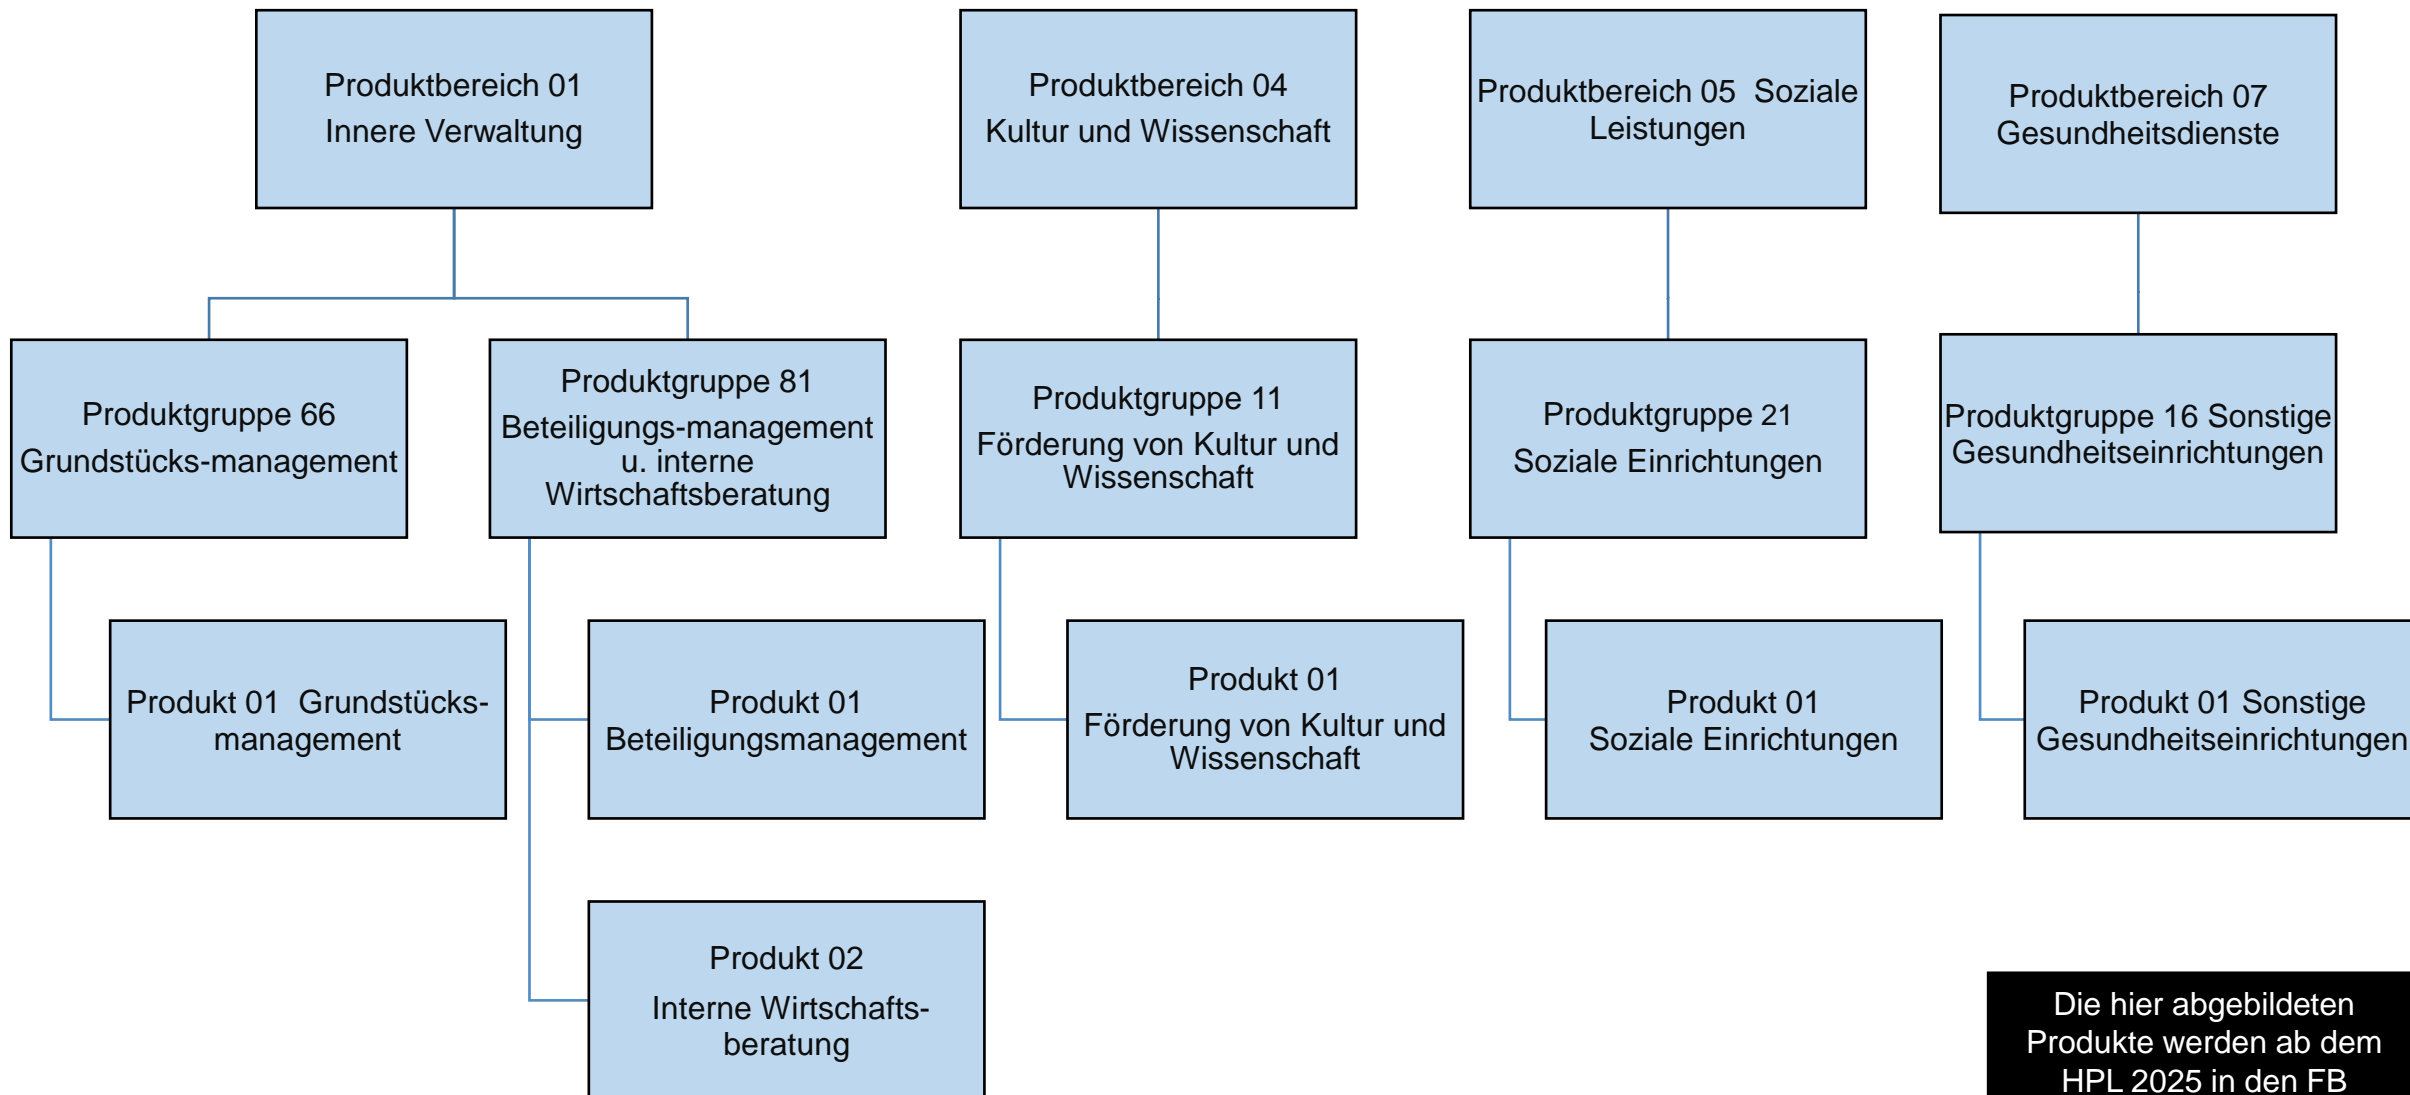 Produktbereich 01
Innere Verwaltung
Produktbereich 04
Kultur und Wissenschaft
Produktbereich 05  Soziale
Leistungen
Produktbereich 07
Gesundheitsdienste
Produktgruppe 66
Grundstücks-management
Produktgruppe 81
Beteiligungs-management
u. interne
Wirtschaftsberatung
Produktgruppe 11
Förderung von Kultur und
Wissenschaft
Produktgruppe 21
Soziale Einrichtungen
Produktgruppe 16 Sonstige
Gesundheitseinrichtungen
Produkt 01  Grundstücks-
management
Produkt 01
Beteiligungsmanagement
Produkt 01
Förderung von Kultur und
Wissenschaft
Produkt 01
Soziale Einrichtungen
Produkt 01 Sonstige
Gesundheitseinrichtungen
Produkt 02
Interne Wirtschafts-
beratung
Die hier abgebildeten
Produkte werden ab dem
HPL 2025 in den FB